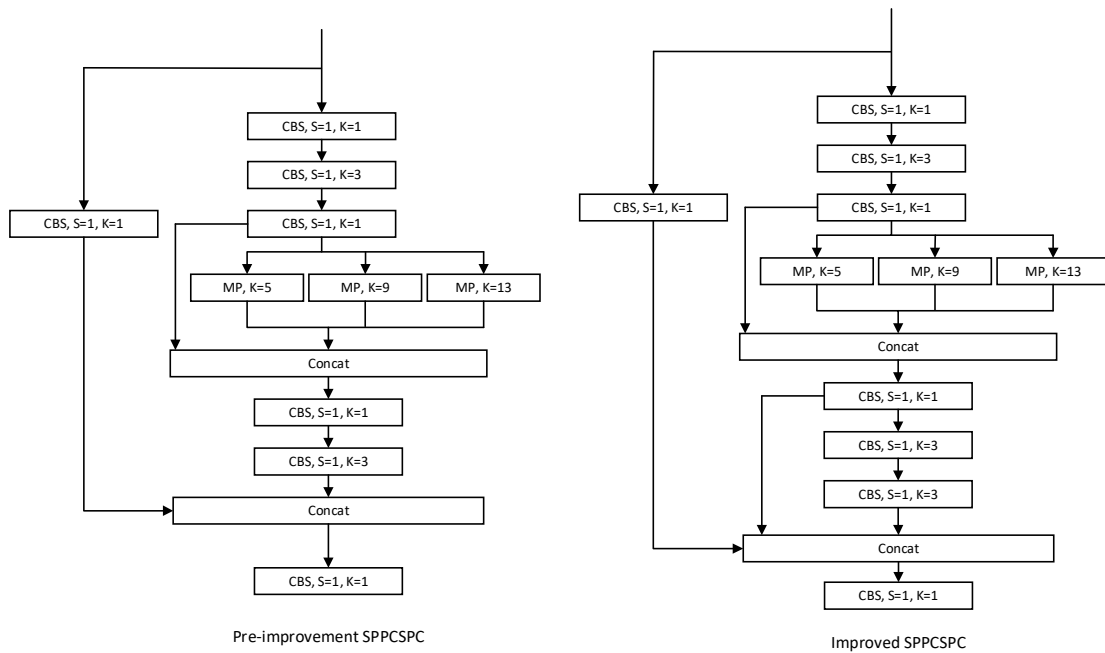 CBS, S=1, K=1
CBS, S=1, K=3
CBS, S=1, K=1
CBS, S=1, K=1
MP, K=5
MP, K=9
MP, K=13
Concat
CBS, S=1, K=1
CBS, S=1, K=3
Concat
CBS, S=1, K=1
Pre-improvement SPPCSPC
CBS, S=1, K=1
CBS, S=1, K=3
CBS, S=1, K=1
CBS, S=1, K=1
MP, K=5
MP, K=9
MP, K=13
Concat
CBS, S=1, K=1
CBS, S=1, K=3
CBS, S=1, K=3
Concat
CBS, S=1, K=1
Improved SPPCSPC